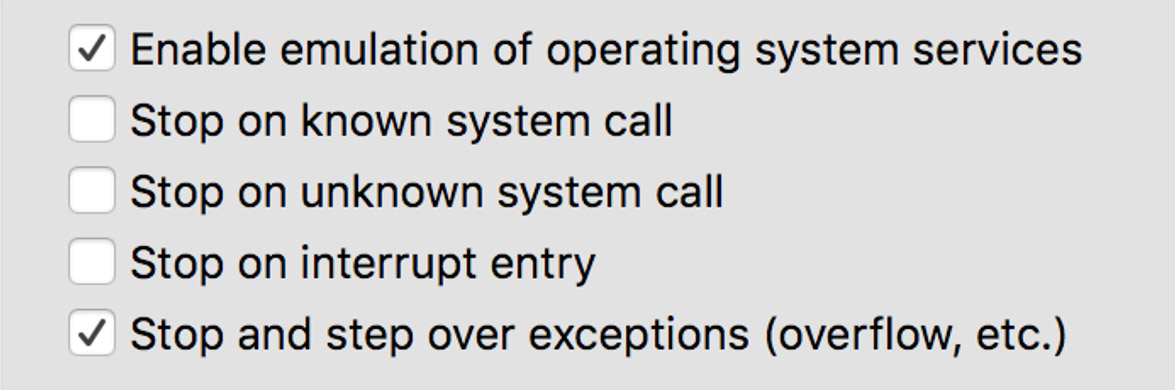 Enable emulation of operating system services
Stop on known system call
Stop on unknown system call
Stop on interrupt entry
Stop and step over exceptions (overflow, etc.)